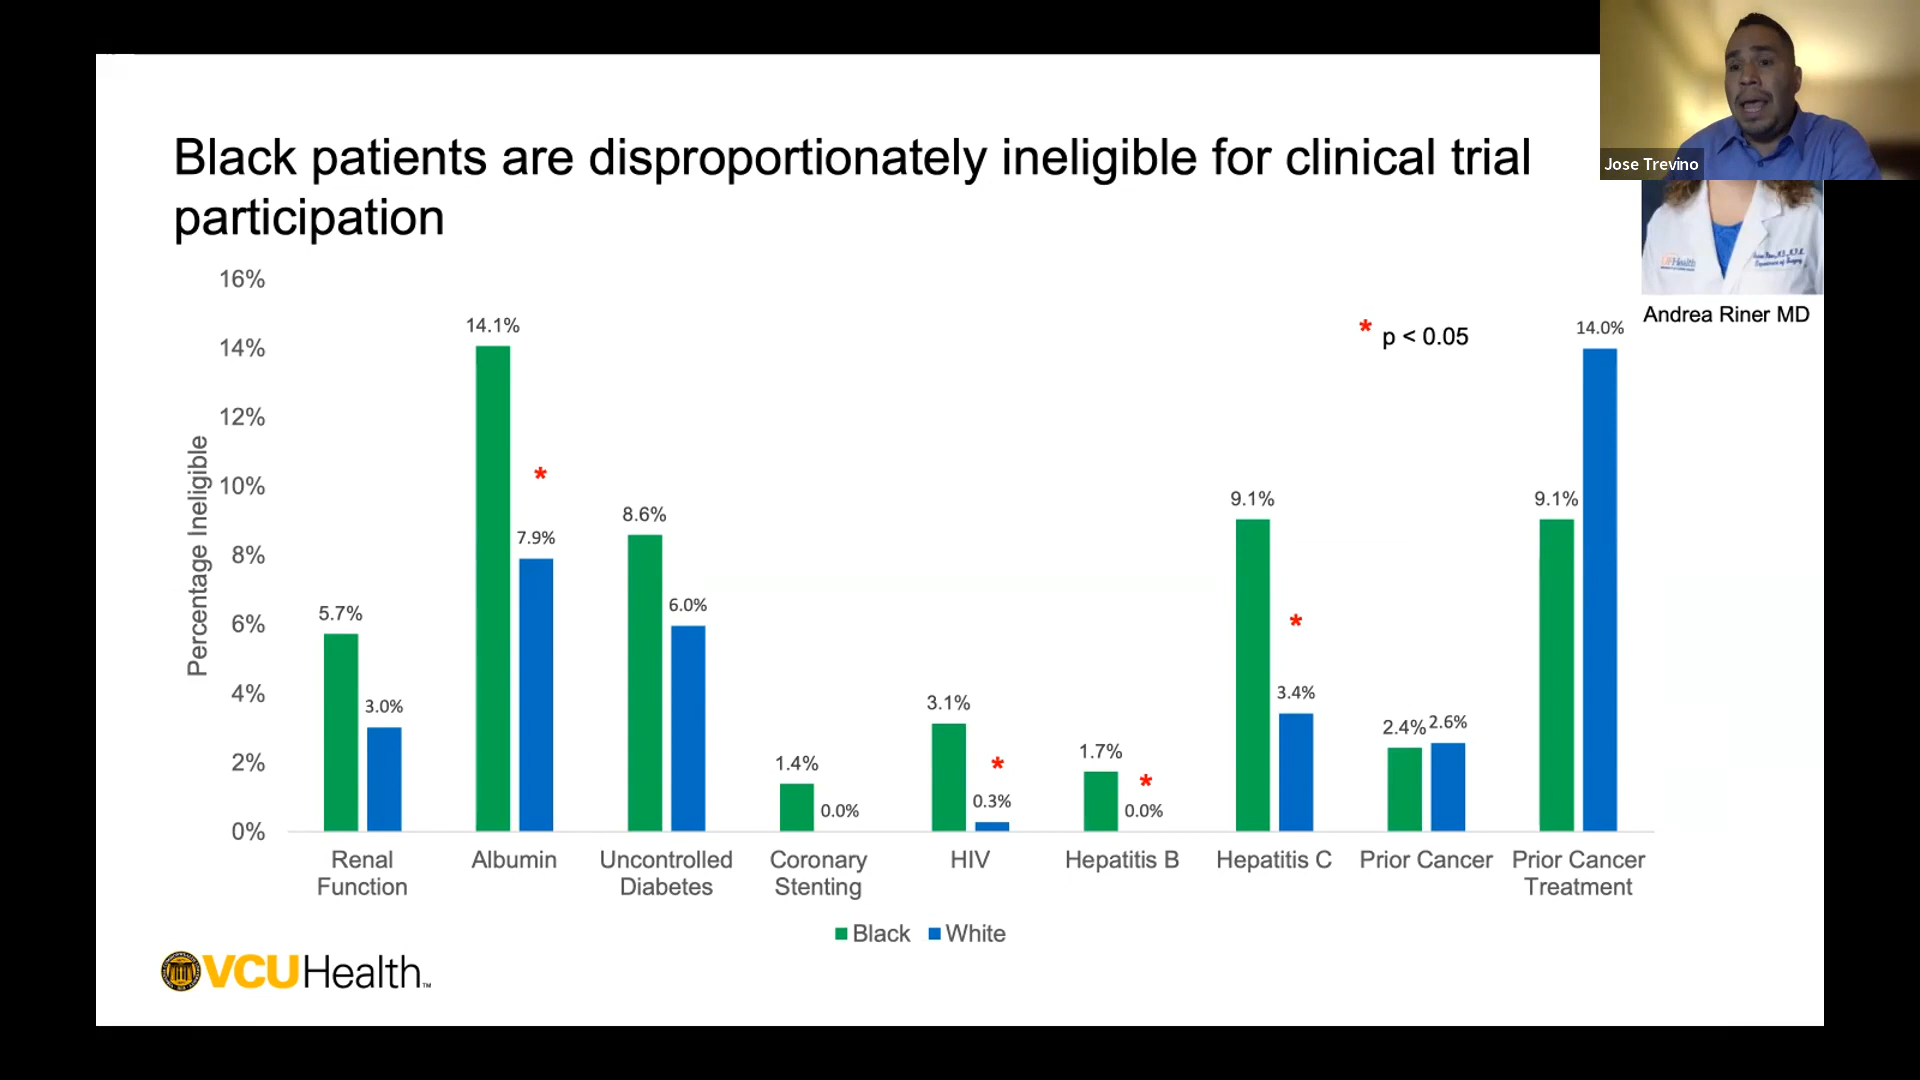 Black patients are disproportionately ineligible for clinical trial
participation
Jose Trevino
Health
Department of Surgery
Andrea Riner MD
* p < 0.05
Percentage Ineligible
16%
14%
12%
10%
8%
6%
4%
2%
0%
5.7%
3.0%
14.1%
*
7.9%
8.6%
6.0%
1.4%
0.0%
3.1%
*
0.3%
1.7%
*
0.0%
9.1%
*
3.4%
2.4%
2.6%
9.1%
14.0%
Renal
Function
Albumin
Uncontrolled
Diabetes
Coronary
Stenting
HIV
Hepatitis B
Hepatitis C
Prior Cancer
Prior Cancer
Treatment
Black
White
VCUHealth™